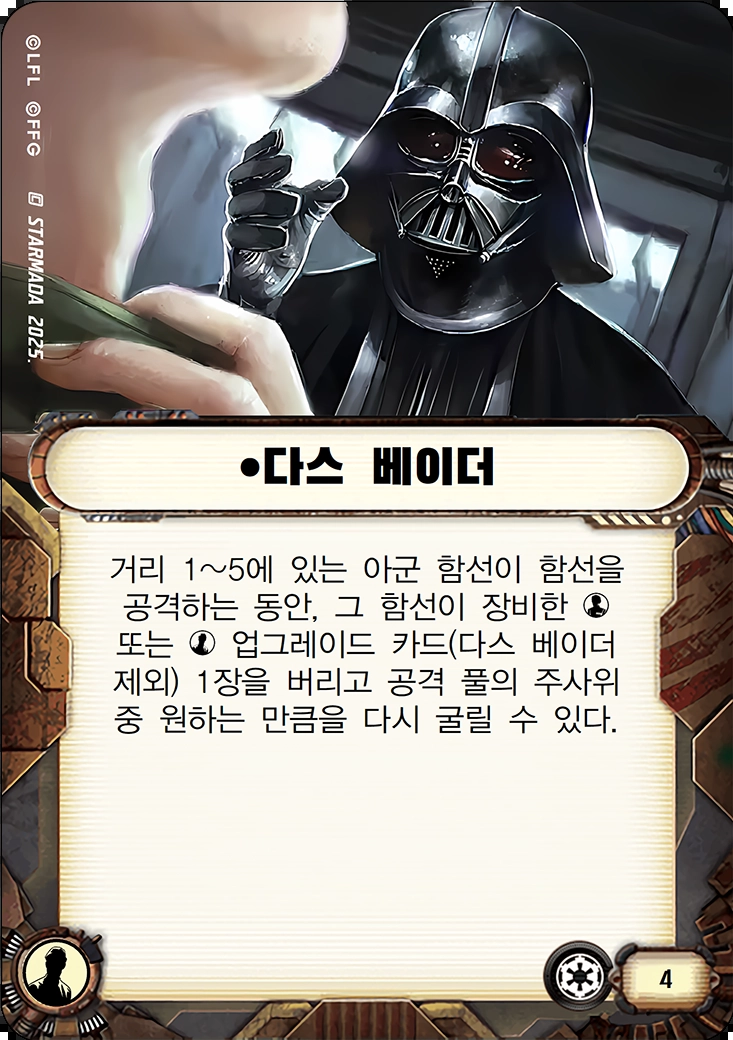 ©LFL ©FFG
STARMADA 2025.
•다스 베이더
거리 1~5에 있는 아군 함선이 함선을
공격하는 동안, 그 함선이 장비한
또는 업그레이드 카드(다스 베이더
제외) 1장을 버리고 공격 풀의 주사위
중 원하는 만큼을 다시 굴릴 수 있다.
4